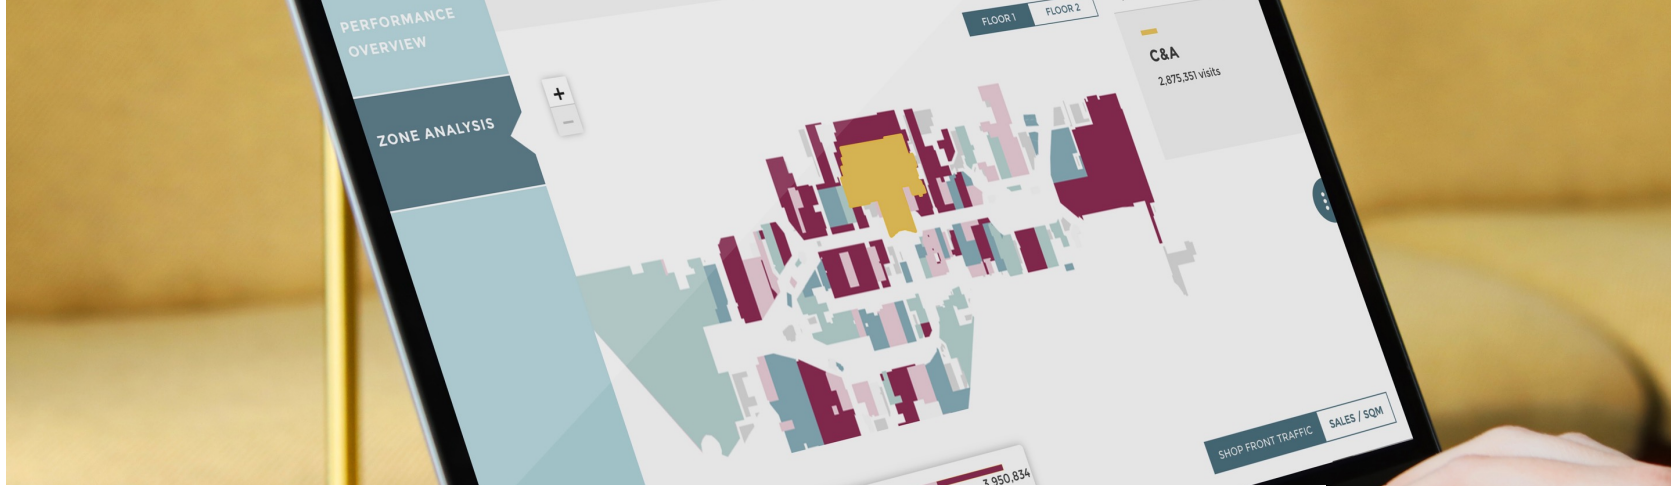 PERFORMANCE
OVERVIEW
ZONE ANALYSIS
+
−
FLOOR 1
FLOOR 2
C&A
2,875,351 visits
SHOP FRONT TRAFFIC
SALES / SQM
3,950,834